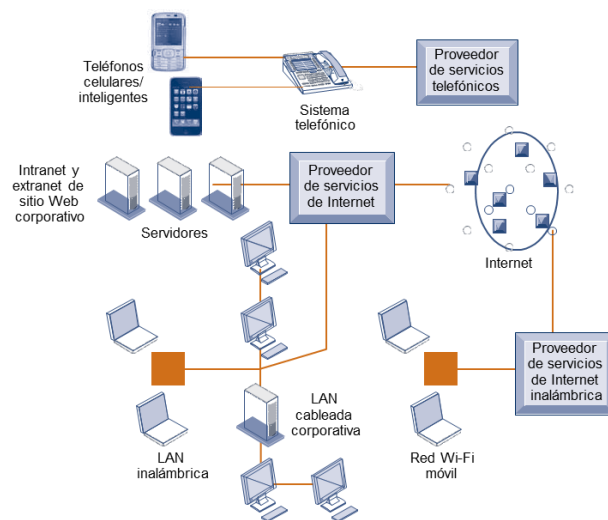 Teléfonos
celulares/
inteligentes
Sistema
telefónico
Proveedor
de servicios
telefónicos
Intranet y
extranet de
sitio Web
corporativo
Servidores
Proveedor
de servicios
de Internet
Internet
LAN
cableada
corporativa
LAN
inalámbrica
Red Wi-Fi
móvil
Proveedor
de servicios
de Internet
inalámbrica